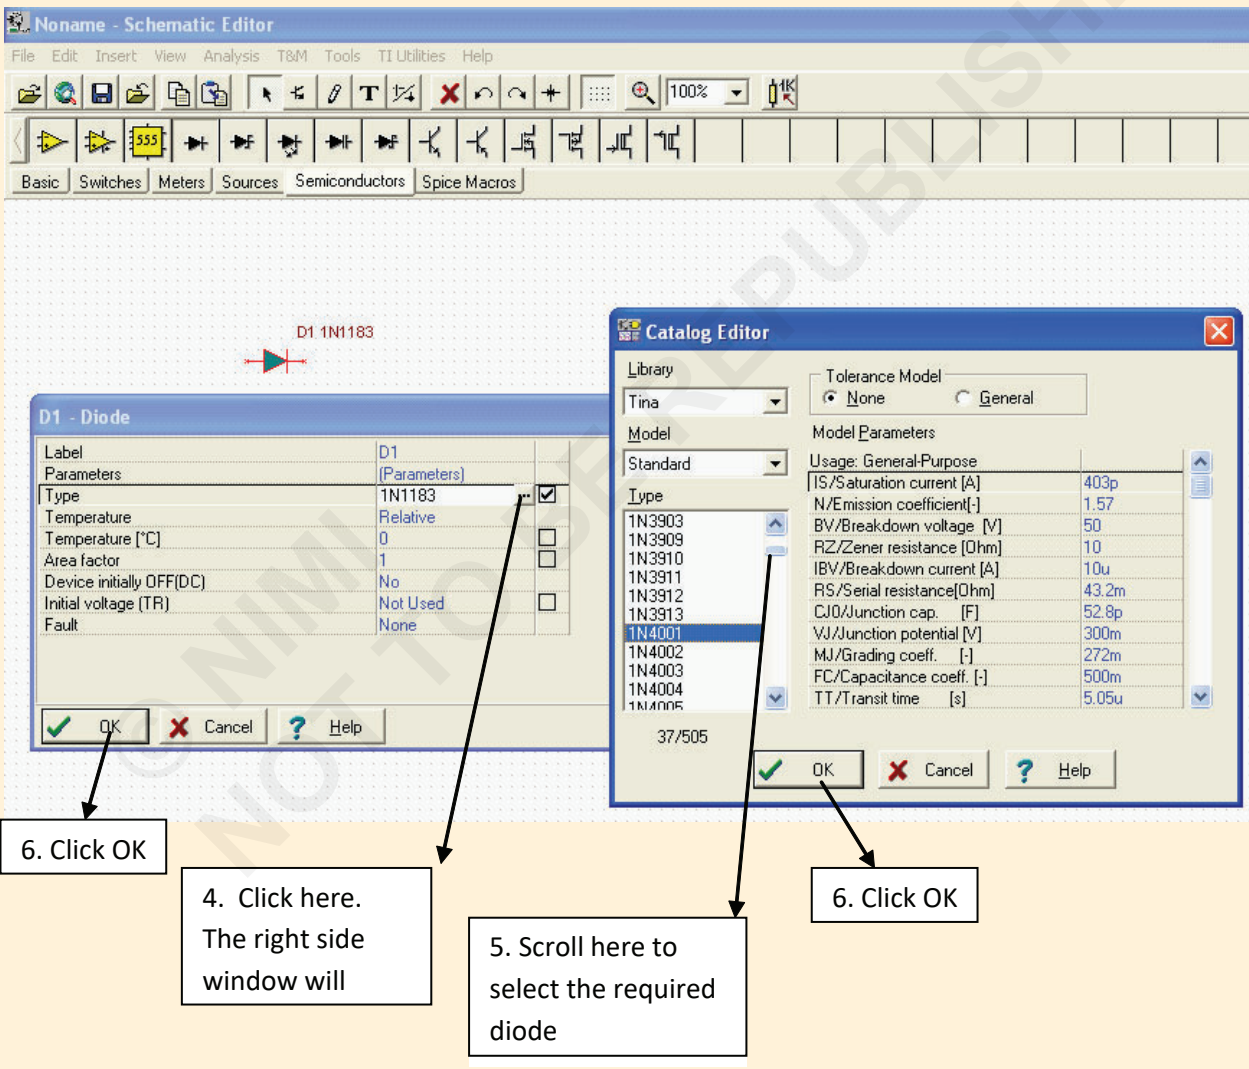 Noname - Schematic Editor
File Edit Insert View Analysis T&M Tools TI Utilities Help
T 100% 1K
555
Basic Switches Meters Sources Semiconductors Spice Macros
D1 1N1183
D1 - Diode
Label D1
Parameters (Parameters)
Type 1N1183 ...
Temperature Relative
Temperature [°C] 0
Area factor 1
Device initially OFF(DC) No
Initial voltage (TR) Not Used
Fault None
OK Cancel ? Help
Catalog Editor
Library
Tina
Model
Standard
Type
1N3903
1N3909
1N3910
1N3911
1N3912
1N3913
1N4001
1N4002
1N4003
1N4004
1N4005
37/505
Tolerance Model
None General
Model Parameters
Usage: General-Purpose
IS/Saturation current [A] 403p
N/Emission coefficient[-] 1.57
BV/Breakdown voltage [V] 50
RZ/Zener resistance [Ohm] 10
IBV/Breakdown current [A] 10u
RS/Serial resistance[Ohm] 43.2m
CJ0/Junction cap. [F] 52.8p
VJ/Junction potential [V] 300m
MJ/Grading coeff. [-] 272m
FC/Capacitance coeff. [-] 500m
TT/Transit time [s] 5.05u
OK Cancel ? Help
6. Click OK
4. Click here.
The right side
window will
5. Scroll here to
select the required
diode
6. Click OK
© NIMI
NOT TO BE REPUBLISH